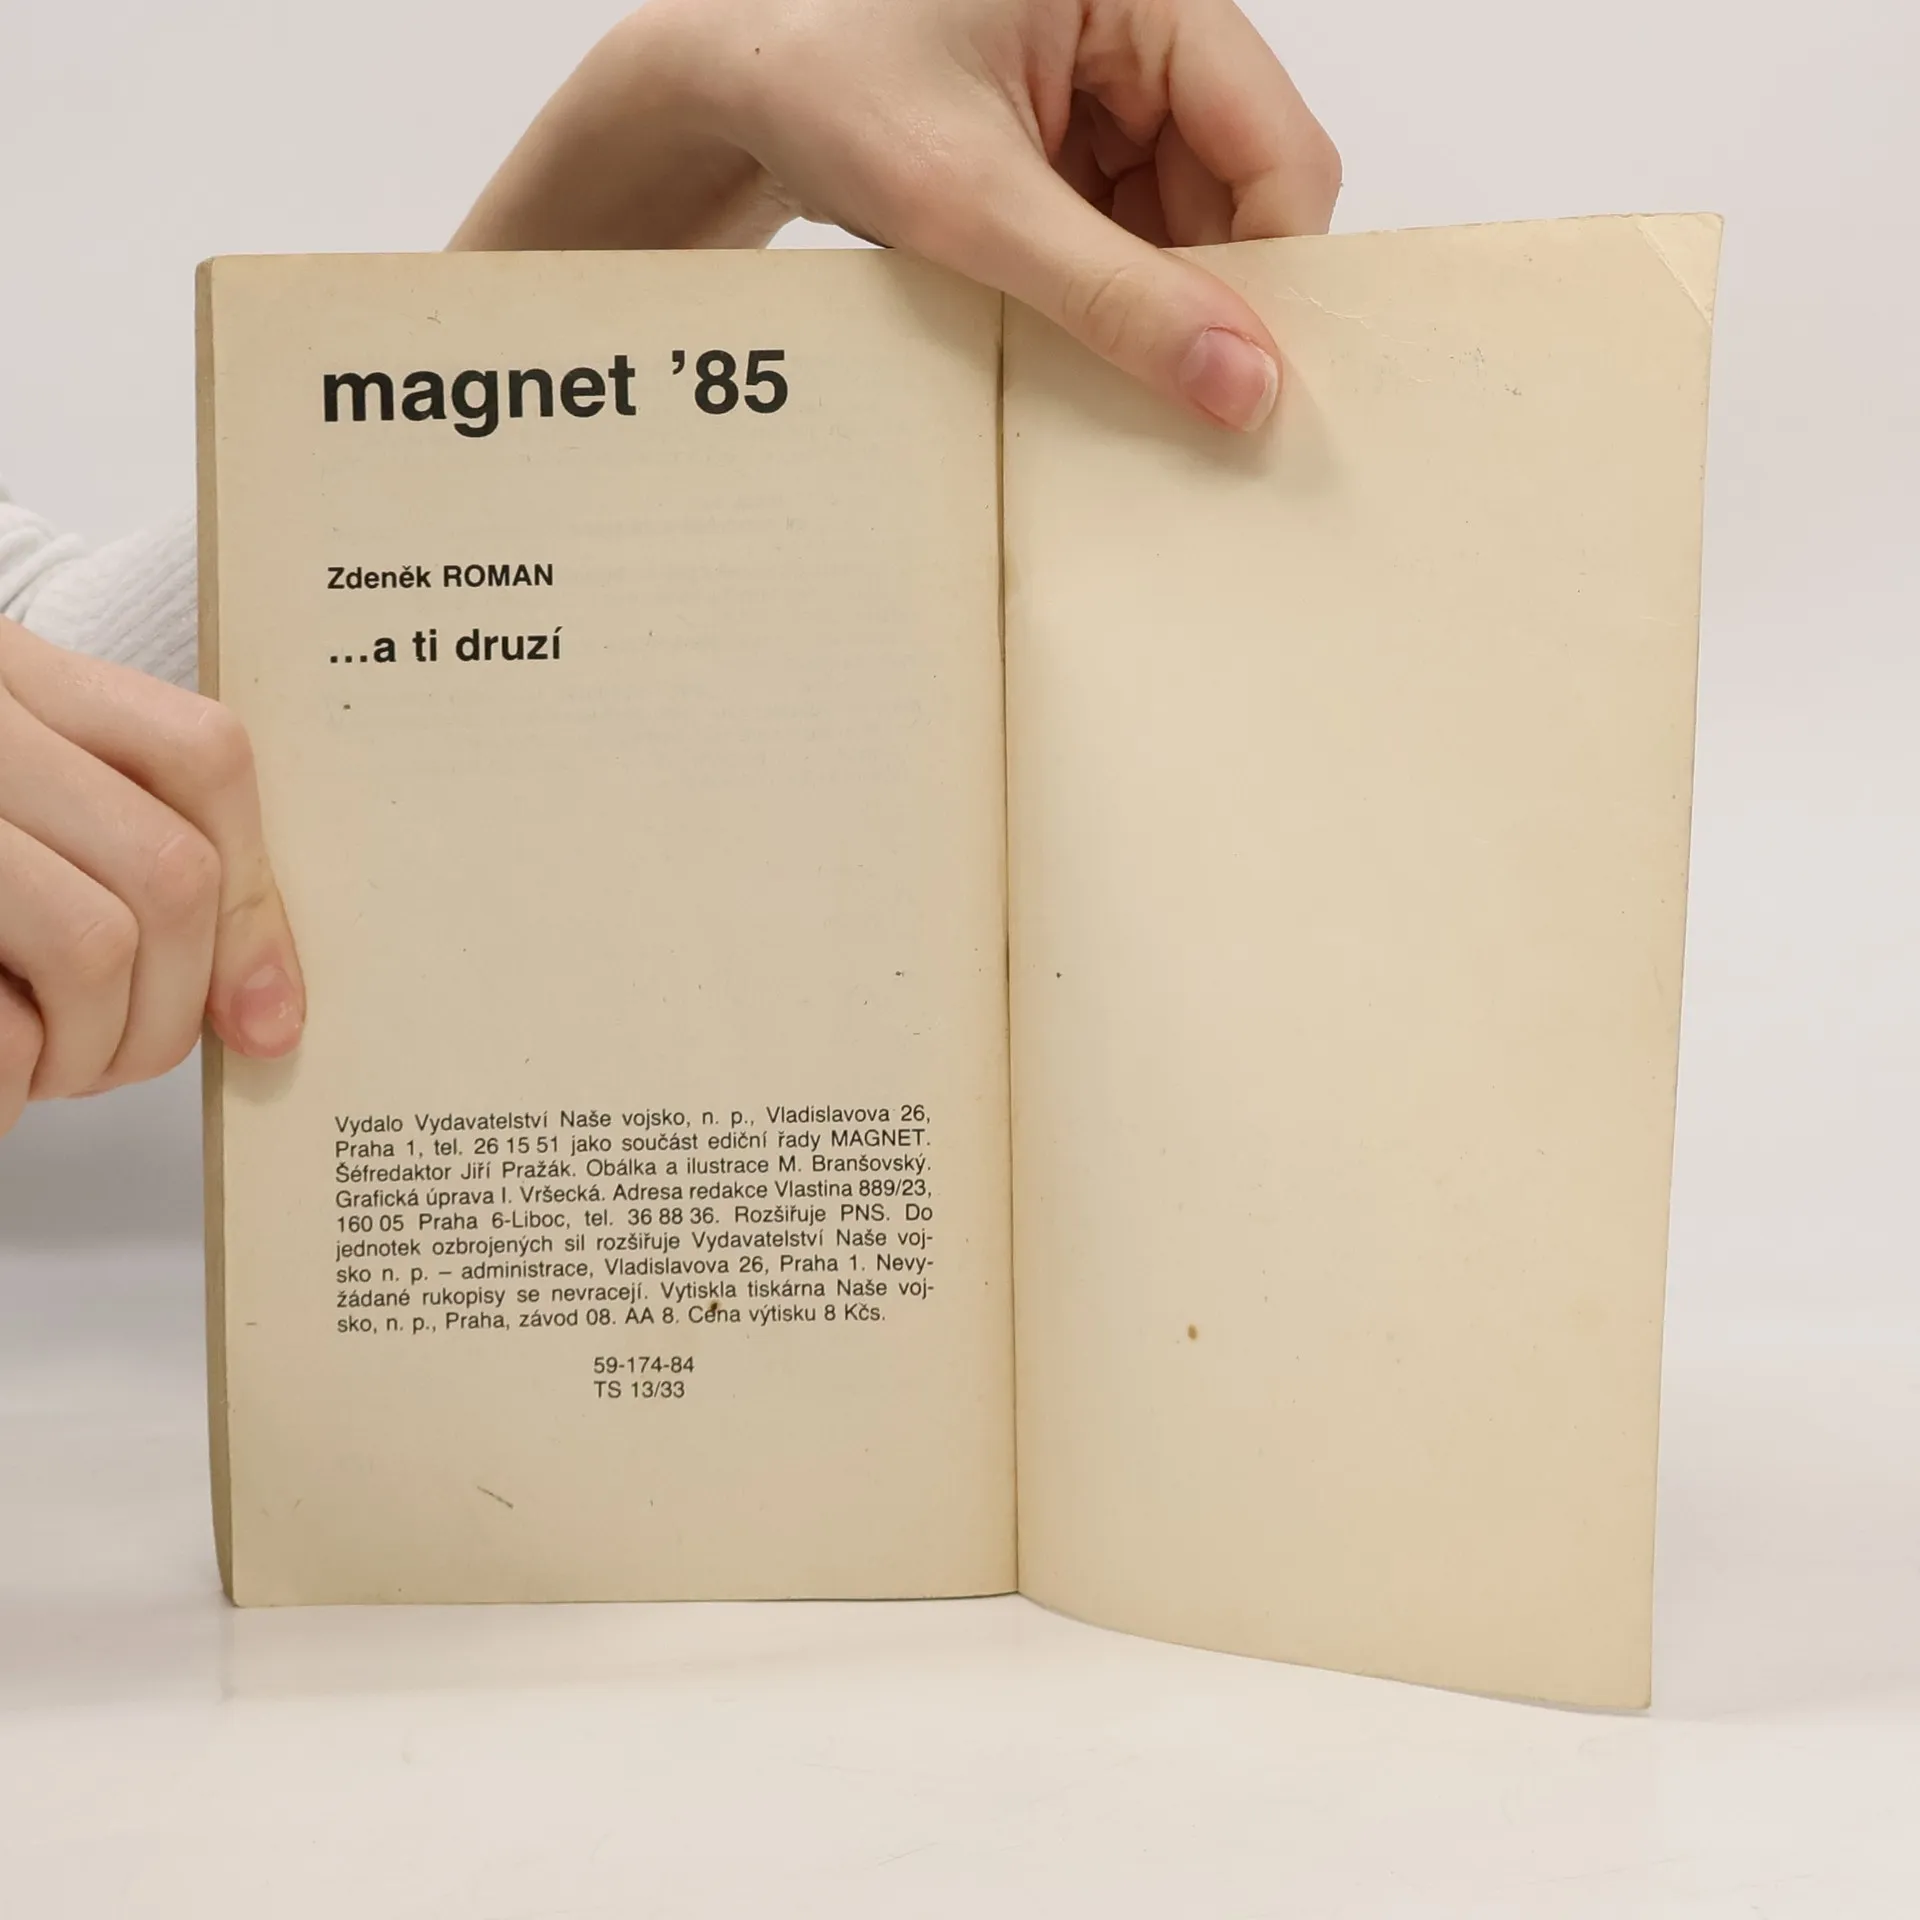 magnet ’85
Zdeněk ROMAN
...a ti druzí
Vydalo Vydavatelství Naše vojsko, n. p., Vladislavova 26,
Praha 1, tel. 26 15 51 jako součást ediční řady MAGNET.
Šéfredaktor Jiří Pražák. Obálka a ilustrace M. Branšovský.
Grafická úprava I. Vršecká. Adresa redakce Vlastina 889/23,
160 05 Praha 6-Liboc, tel. 36 88 36. Rozšiřuje PNS. Do
jednotek ozbrojených sil rozšiřuje Vydavatelství Naše voj-
sko n. p. – administrace, Vladislavova 26, Praha 1. Nevy-
žádané rukopisy se nevracejí. Vytiskla tiskárna Naše voj-
sko, n. p., Praha, závod 08. AA 8. Cena výtisku 8 Kčs.
59-174-84
TS 13/33